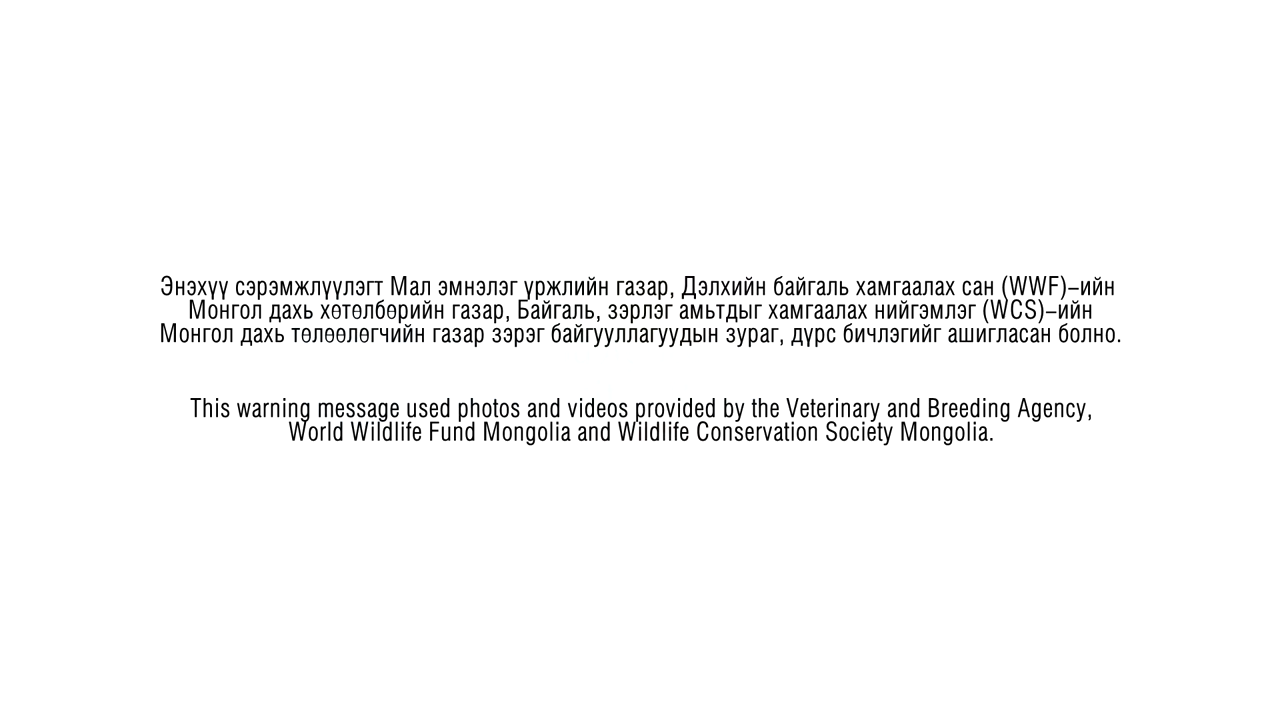 Энэхүү сэрэмжлүүлэгт Мал эмнэлэг үржлийн газар, Дэлхийн байгаль хамгаалах сан (WWF)–ийн
Монгол дахь хөтөлбөрийн газар, Байгаль, зэрлэг амьтдыг хамгаалах нийгэмлэг (WCS)–ийн
Монгол дахь төлөөлөгчийн газар зэрэг байгууллагуудын зураг, дүрс бичлэгийг ашигласан болно.
This warning message used photos and videos provided by the Veterinary and Breeding Agency,
World Wildlife Fund Mongolia and Wildlife Conservation Society Mongolia.